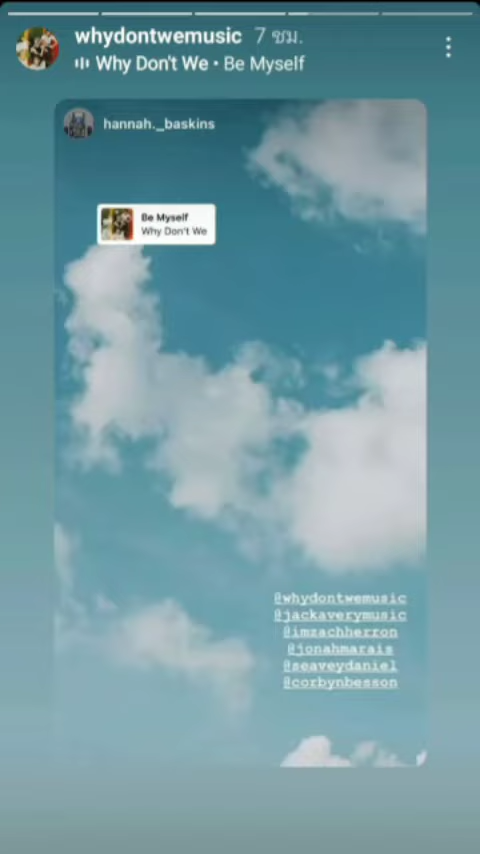 whydontwemusic 7 ชม.
Why Don't We • Be Myself
hannah._baskins
Be Myself
Why Don't We
@whydontwemusic
@jackaverymusic
@imzachherron
@jonahmarais
@seaveydaniel
@corbynbesson